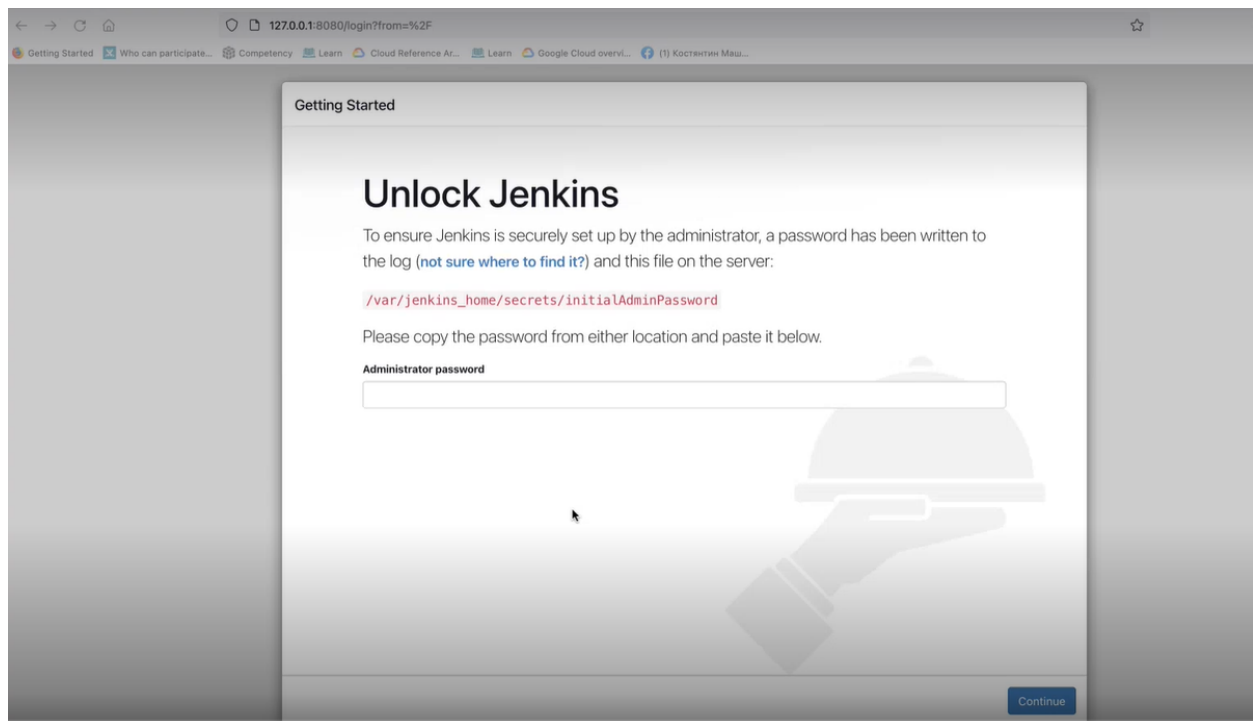 127.0.0.1:8080/login?from=%2F
Getting Started Who can participate... Competency Learn Cloud Reference Ar... Learn Google Cloud overvi... (1) Костянтин Маш...
Getting Started
Unlock Jenkins
To ensure Jenkins is securely set up by the administrator, a password has been written to
the log (not sure where to find it?) and this file on the server:
/var/jenkins_home/secrets/initialAdminPassword
Please copy the password from either location and paste it below.
Administrator password
Continue